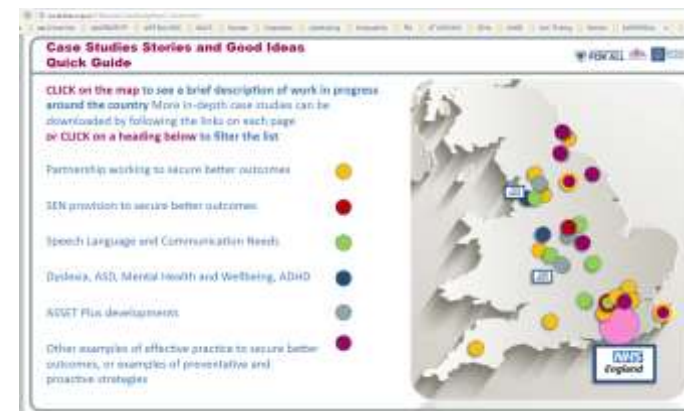 Case Studies Stories and Good Ideas
Quick Guide
CLICK on the map to see a brief description of work in progress
around the country More in-depth case studies can be
downloaded by following the links on each page
or CLICK on a heading below to filter the list
Partnership working to secure better outcomes
SEN provision to secure better outcomes
Speech Language and Communication Needs
Dyslexia, ASD, Mental Health and Wellbeing, ADHD
ASSET Plus developments
Other examples of effective practice to secure better
outcomes, or examples of preventative and
proactive strategies
FOR ALL
NHS
England